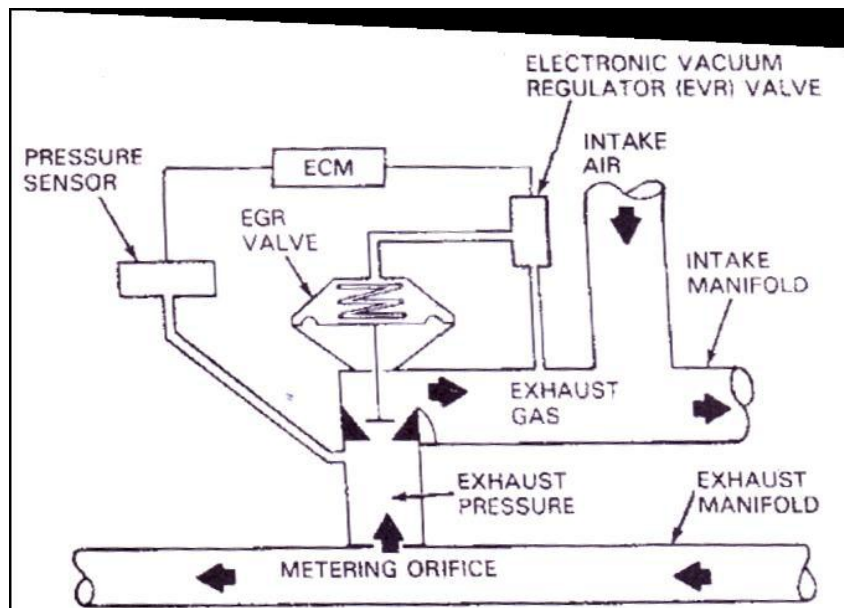 ELECTRONIC VACUUM
REGULATOR (EVR) VALVE
PRESSURE
SENSOR
ECM
INTAKE
AIR
EGR
VALVE
INTAKE
MANIFOLD
EXHAUST
GAS
EXHAUST
PRESSURE
EXHAUST
MANIFOLD
METERING ORIFICE